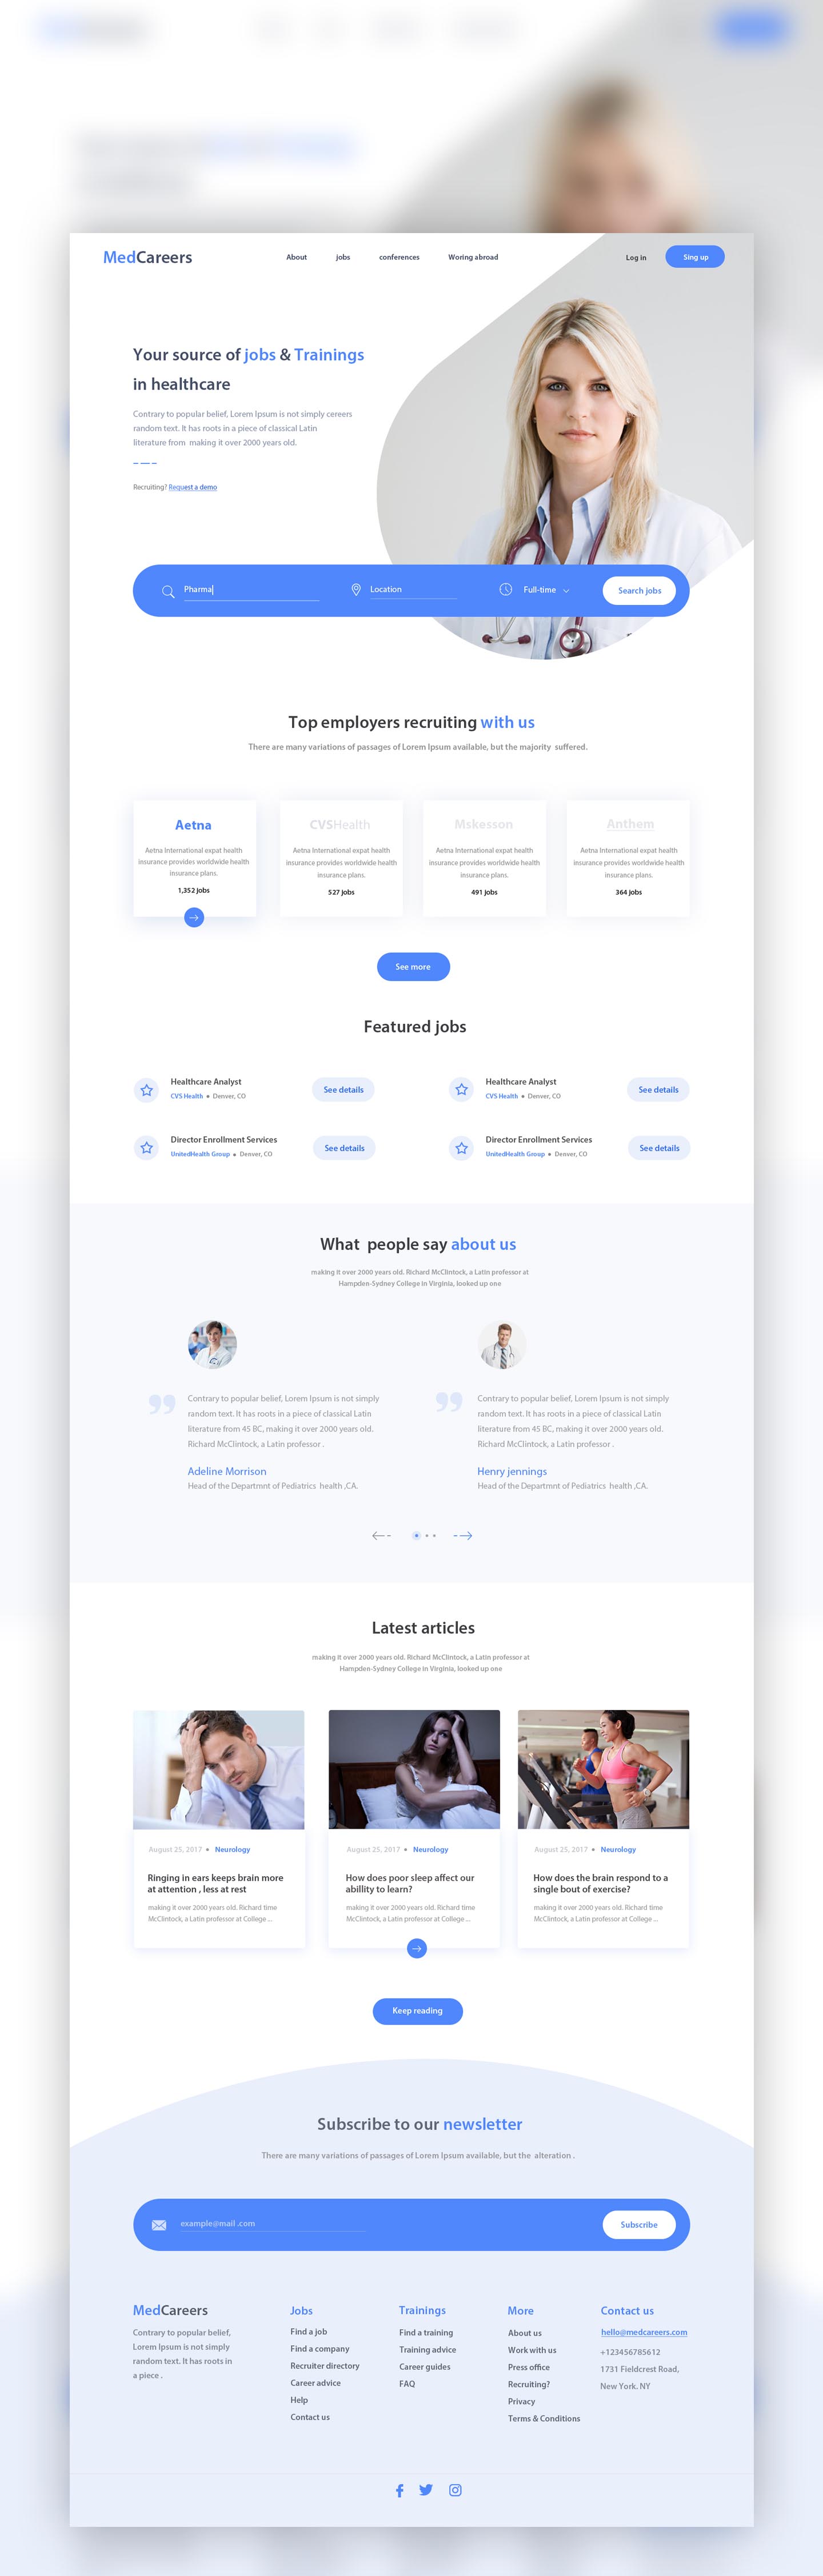 MedCareers
About
jobs
conferences
Woring abroad
Log in
Sing up
Your source of jobs & Trainings
in healthcare
Contrary to popular belief, Lorem Ipsum is not simply cereers
random text. It has roots in a piece of classical Latin
literature from making it over 2000 years old.
Recruiting? Request a demo
Pharma
Location
Full-time
Search jobs
Top employers recruiting with us
There are many variations of passages of Lorem Ipsum available, but the majority suffered.
Aetna
Aetna International expat health
insurance provides worldwide health
insurance plans.
1,352 Jobs
CVSHealth
Aetna International expat health
insurance provides worldwide health
insurance plans.
527 jobs
Mskesson
Aetna International expat health
insurance provides worldwide health
insurance plans.
491 Jobs
Anthem
Aetna International expat health
insurance provides worldwide health
insurance plans.
364 Jobs
See more
Featured jobs
Healthcare Analyst
CVS Health • Denver, CO
See details
Healthcare Analyst
CVS Health • Denver, CO
See details
Director Enrollment Services
UnitedHealth Group • Denver, CO
See details
Director Enrollment Services
UnitedHealth Group • Denver, CO
See details
What people say about us
making it over 2000 years old. Richard McClintock, a Latin professor at
Hampden-Sydney College in Virginia, looked up one
Contrary to popular belief, Lorem Ipsum is not simply
random text. It has roots in a piece of classical Latin
literature from 45 BC, making it over 2000 years old.
Richard McClintock, a Latin professor .
Adeline Morrison
Head of the Departmnt of Pediatrics health ,CA.
Contrary to popular belief, Lorem Ipsum is not simply
random text. It has roots in a piece of classical Latin
literature from 45 BC, making it over 2000 years old.
Richard McClintock, a Latin professor .
Henry jennings
Head of the Departmnt of Pediatrics health ,CA.
Latest articles
making it over 2000 years old. Richard McClintock, a Latin professor at
Hampden-Sydney College in Virginia, looked up one
August 25, 2017 • Neurology
Ringing in ears keeps brain more
at attention , less at rest
making it over 2000 years old. Richard time
McClintock, a Latin professor at College ...
August 25, 2017 • Neurology
How does poor sleep affect our
abillity to learn?
making it over 2000 years old. Richard time
McClintock, a Latin professor at College ...
August 25, 2017 • Neurology
How does the brain respond to a
single bout of exercise?
making it over 2000 years old. Richard time
McClintock, a Latin professor at College ...
Keep reading
Subscribe to our newsletter
There are many variations of passages of Lorem Ipsum available, but the alteration .
example@mail .com
Subscribe
MedCareers
Contrary to popular belief,
Lorem Ipsum is not simply
random text. It has roots in
a piece .
Jobs
Find a job
Find a company
Recruiter directory
Career advice
Help
Contact us
Trainings
Find a training
Training advice
Career guides
FAQ
More
About us
Work with us
Press office
Recruiting?
Privacy
Terms & Conditions
Contact us
hello@medcareers.com
+123456785612
1731 Fieldcrest Road,
New York. NY